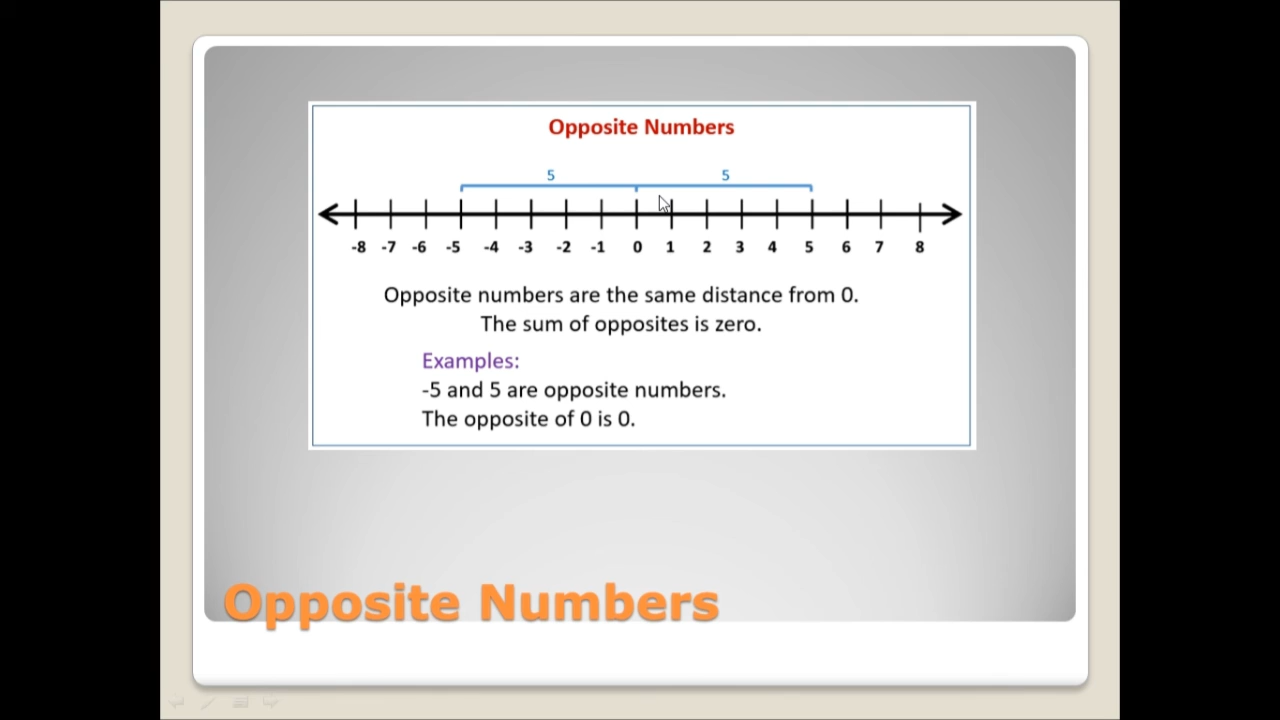 Opposite Numbers
5 5
-8 -7 -6 -5 -4 -3 -2 -1 0 1 2 3 4 5 6 7 8
Opposite numbers are the same distance from 0.
The sum of opposites is zero.
Examples:
-5 and 5 are opposite numbers.
The opposite of 0 is 0.
Opposite Numbers